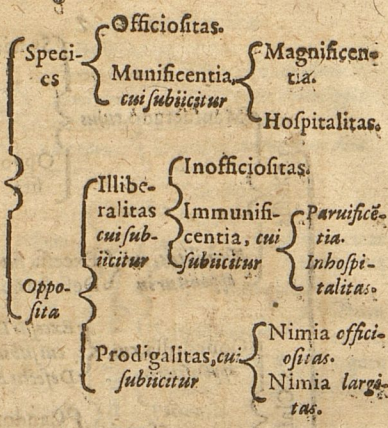 Speci-
es
Officioſitas.
Munificentia,
cui ſubiicitur
Magnificen-
tia.
Hoſpitalitas.
Oppo-
ſita
Illibe-
ralitas
cui ſub-
iicitur
Inofficioſitas.
Immunifi-
centia, cui
ſubiicitur
Paruificē-
tia.
Inhoſpi-
talitas.
Prodigalitas, cui
ſubiicitur
Nimia offici-
oſitas.
Nimia largi-
tas.